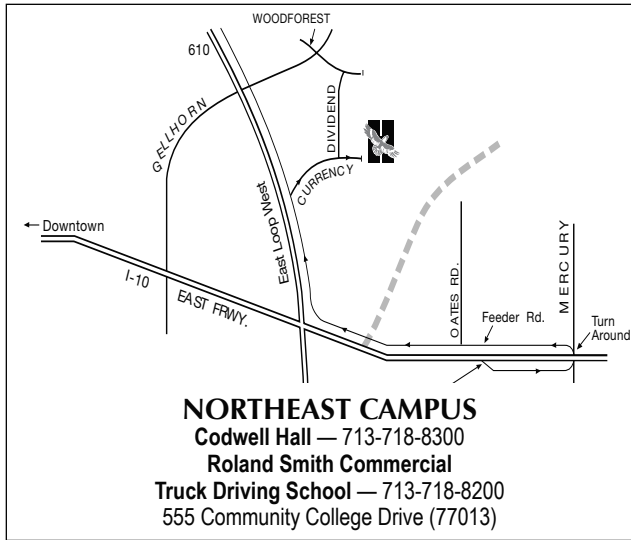 WOODFOREST
610
GELLHORN
DIVIDEND
CURRENCY
East Loop West
Downtown
I-10
EAST FRWY.
OATES RD.
MERCURY
Feeder Rd.
Turn
Around
NORTHEAST CAMPUS
Codwell Hall — 713-718-8300
Roland Smith Commercial
Truck Driving School — 713-718-8200
555 Community College Drive (77013)